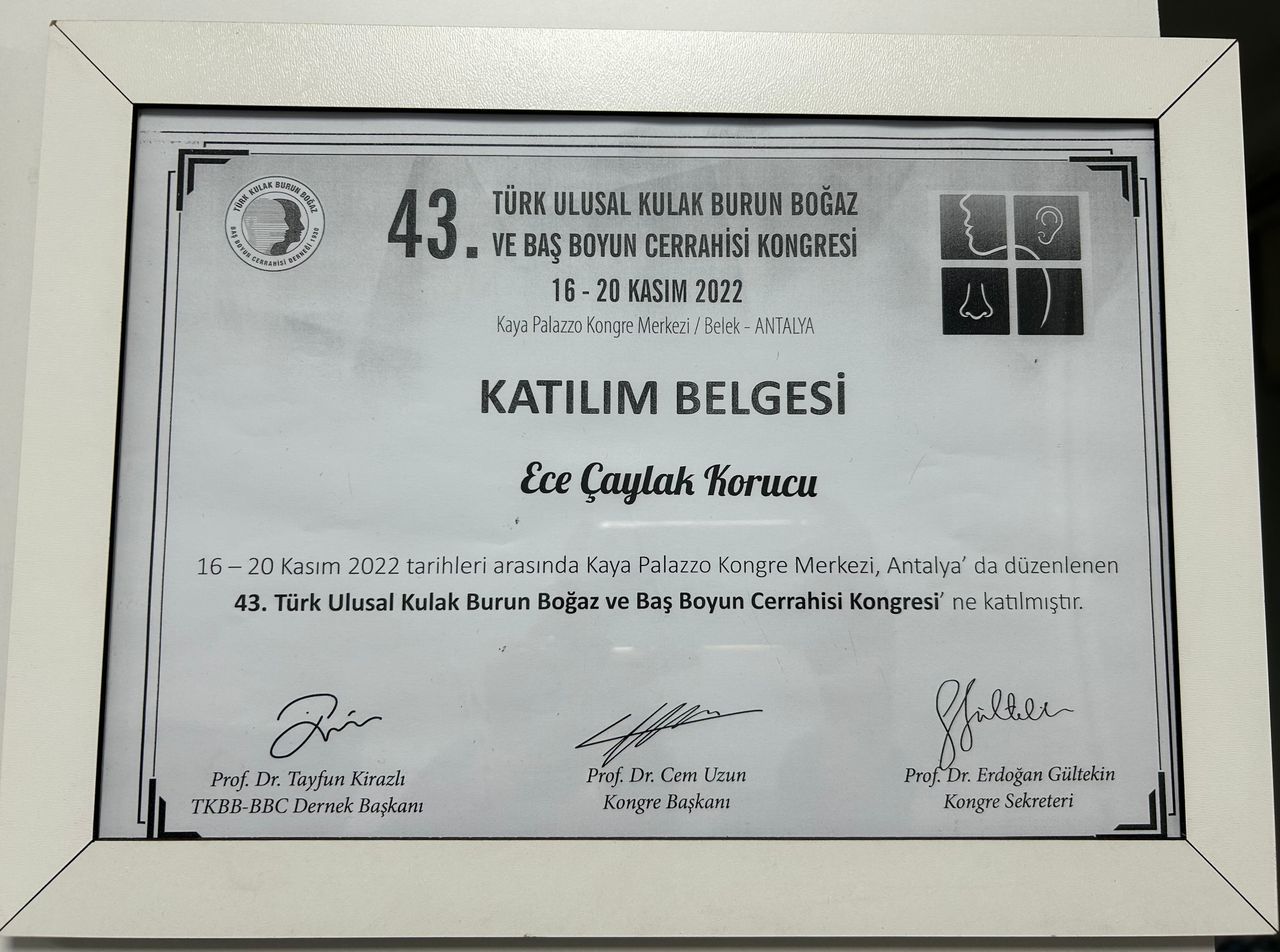 TÜRK KULAK BURUN BOĞAZ
BAŞ BOYUN CERRAHİSİ DERNEĞİ 1930
43. TÜRK ULUSAL KULAK BURUN BOĞAZ
VE BAŞ BOYUN CERRAHİSİ KONGRESİ
16 - 20 KASIM 2022
Kaya Palazzo Kongre Merkezi / Belek - ANTALYA
KATILIM BELGESİ
Ece Çaylak Korucu
16 – 20 Kasım 2022 tarihleri arasında Kaya Palazzo Kongre Merkezi, Antalya' da düzenlenen
43. Türk Ulusal Kulak Burun Boğaz ve Baş Boyun Cerrahisi Kongresi' ne katılmıştır.
Prof. Dr. Tayfun Kirazlı
TKBB-BBC Dernek Başkanı
Prof. Dr. Cem Uzun
Kongre Başkanı
Prof. Dr. Erdoğan Gültekin
Kongre Sekreteri